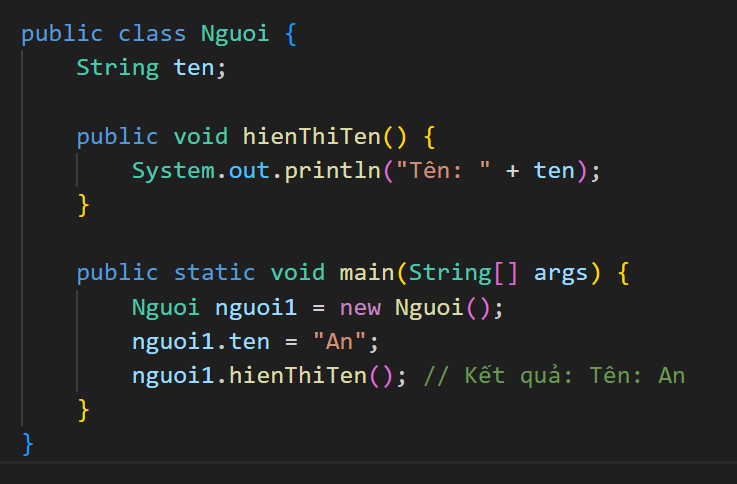 public class Nguoi {
    String ten;
    public void hienThiTen() {
        System.out.println("Tên: " + ten);
    }
    public static void main(String[] args) {
        Nguoi nguoi1 = new Nguoi();
        nguoi1.ten = "An";
        nguoi1.hienThiTen(); // Kết quả: Tên: An
    }
}